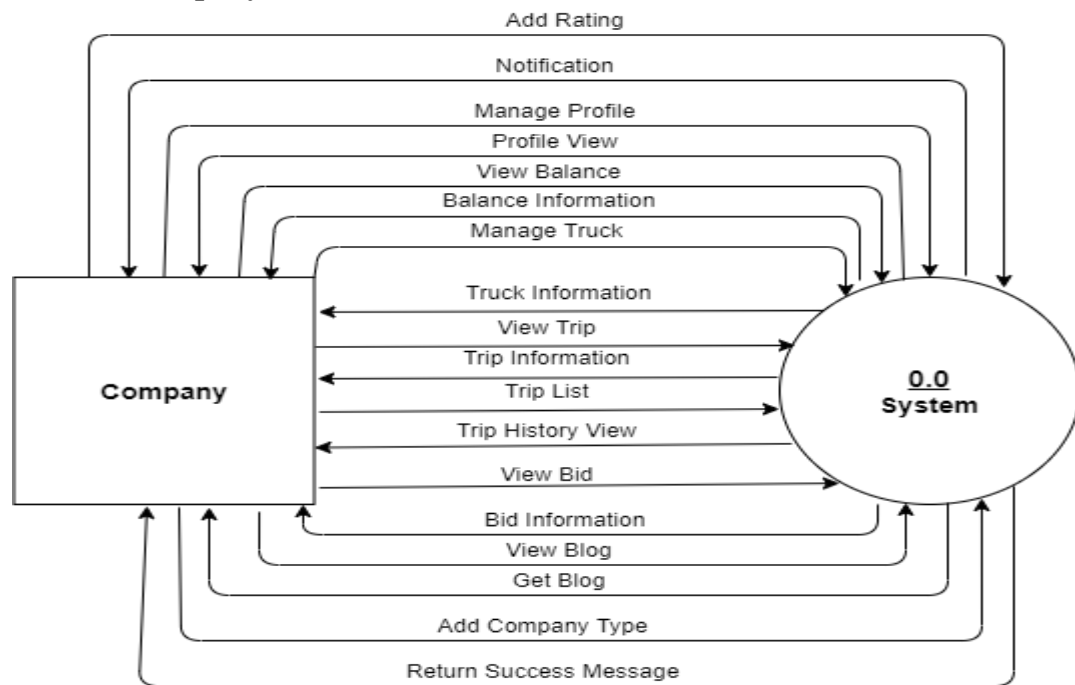 Add Rating
Notification
Manage Profile
Profile View
View Balance
Balance Information
Manage Truck
Truck Information
View Trip
Trip Information
Company
Trip List
0.0
System
Trip History View
View Bid
Bid Information
View Blog
Get Blog
Add Company Type
Return Success Message